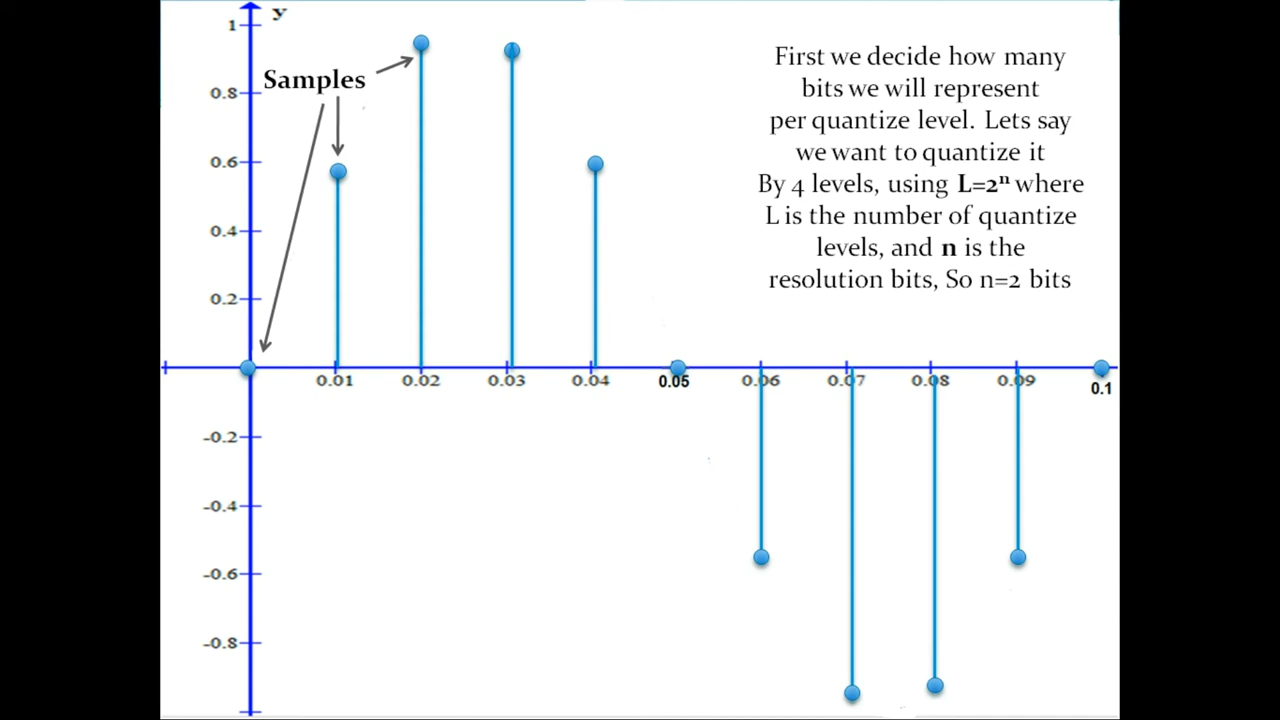 y
1
Samples
0.8
0.6
0.4
0.2
0.01 0.02 0.03 0.04 0.05 0.06 0.07 0.08 0.09 0.1
-0.2
-0.4
-0.6
-0.8
First we decide how many
bits we will represent
per quantize level. Lets say
we want to quantize it
By 4 levels, using L=2ⁿ where
L is the number of quantize
levels, and n is the
resolution bits, So n=2 bits